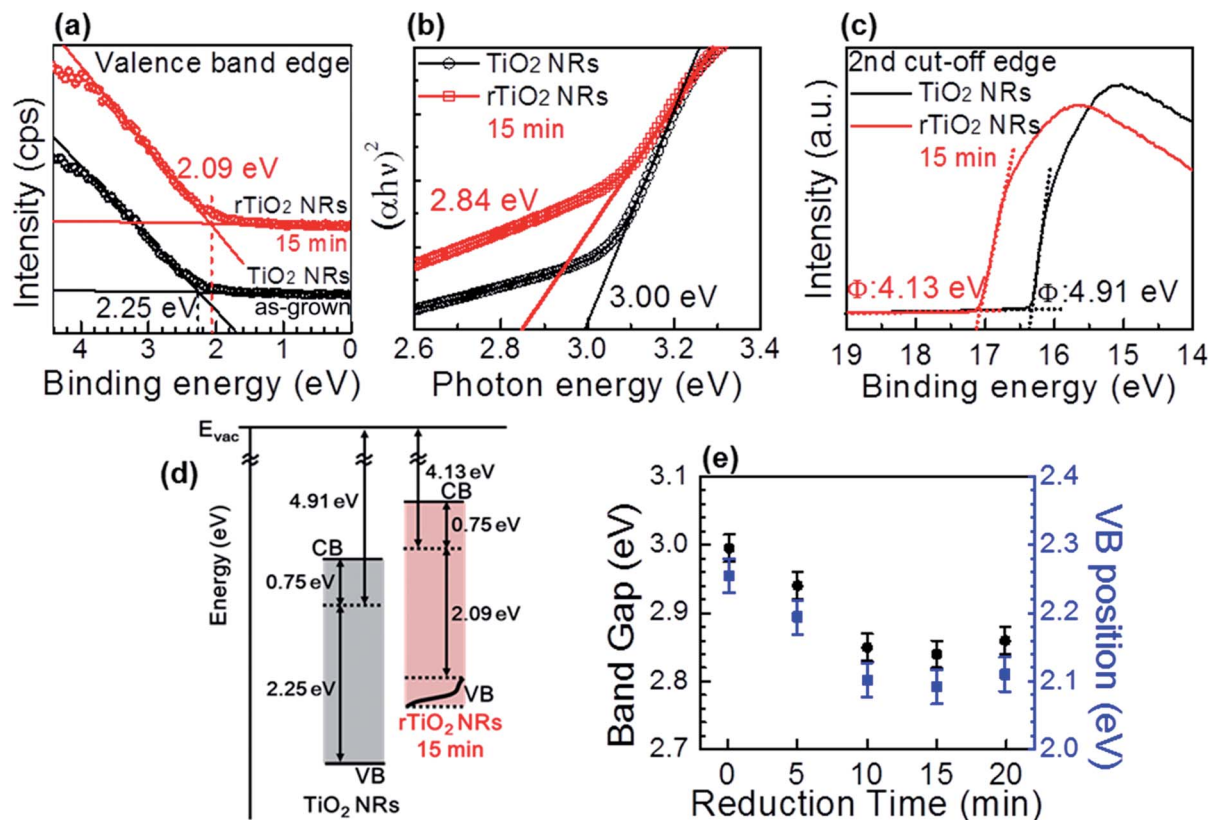 (a)
Valence band edge
2.09 eV
rTiO2 NRs
15 min
TiO2 NRs
2.25 eV
as-grown
Intensity (cps)
4 3 2 1 0
Binding energy (eV)
(b)
TiO2 NRs
rTiO2 NRs
15 min
2.84 eV
3.00 eV
(αhν)²
2.6 2.8 3.0 3.2 3.4
Photon energy (eV)
(c)
2nd cut-off edge
TiO2 NRs
rTiO2 NRs
15 min
Φ:4.13 eV
Φ:4.91 eV
Intensity (a.u.)
19 18 17 16 15 14
Binding energy (eV)
(d)
Evac
Energy (eV)
4.91 eV
4.13 eV
CB
0.75 eV
CB
0.75 eV
2.09 eV
2.25 eV
VB
rTiO2 NRs
15 min
VB
TiO2 NRs
(e)
Band Gap (eV)
3.1
3.0
2.9
2.8
2.7
2.4
2.3
2.2
2.1
2.0
VB position (eV)
0 5 10 15 20
Reduction Time (min)